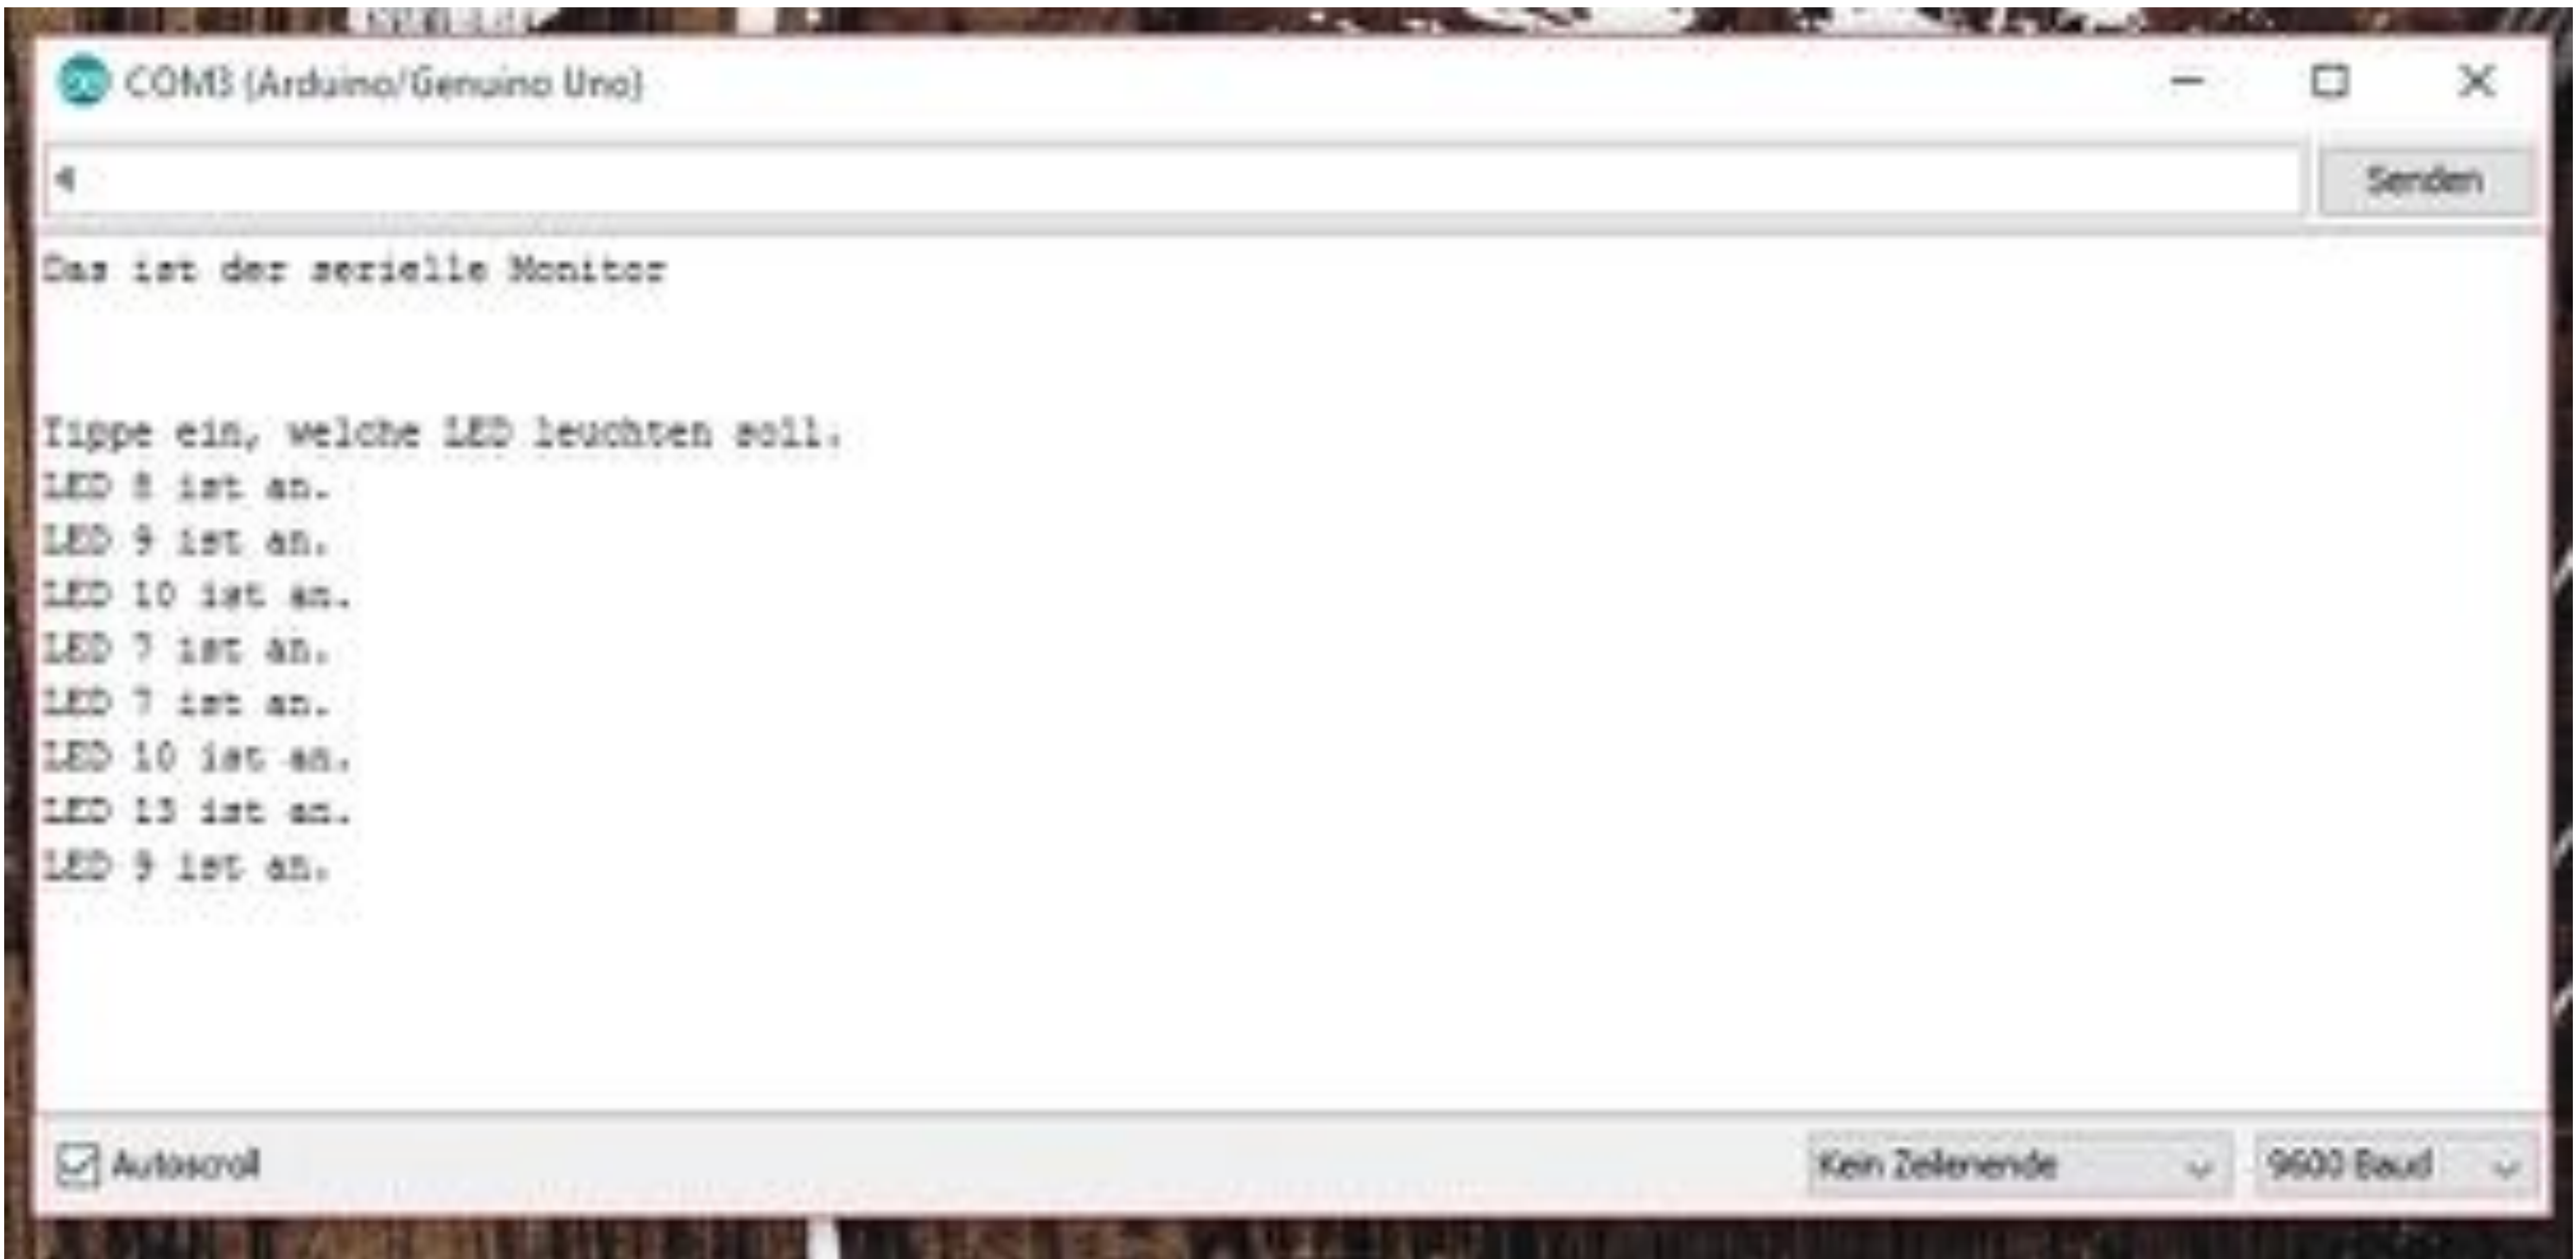 COM3 (Arduino/Genuino Uno)
4
Senden
Das ist der serielle Monitor
Tippe ein, welche LED leuchten soll.
LED 8 ist an.
LED 9 ist an.
LED 10 ist an.
LED 7 ist an.
LED 7 ist an.
LED 10 ist an.
LED 13 ist an.
LED 9 ist an.
Autoscroll
Kein Zeilenende
9600 Baud